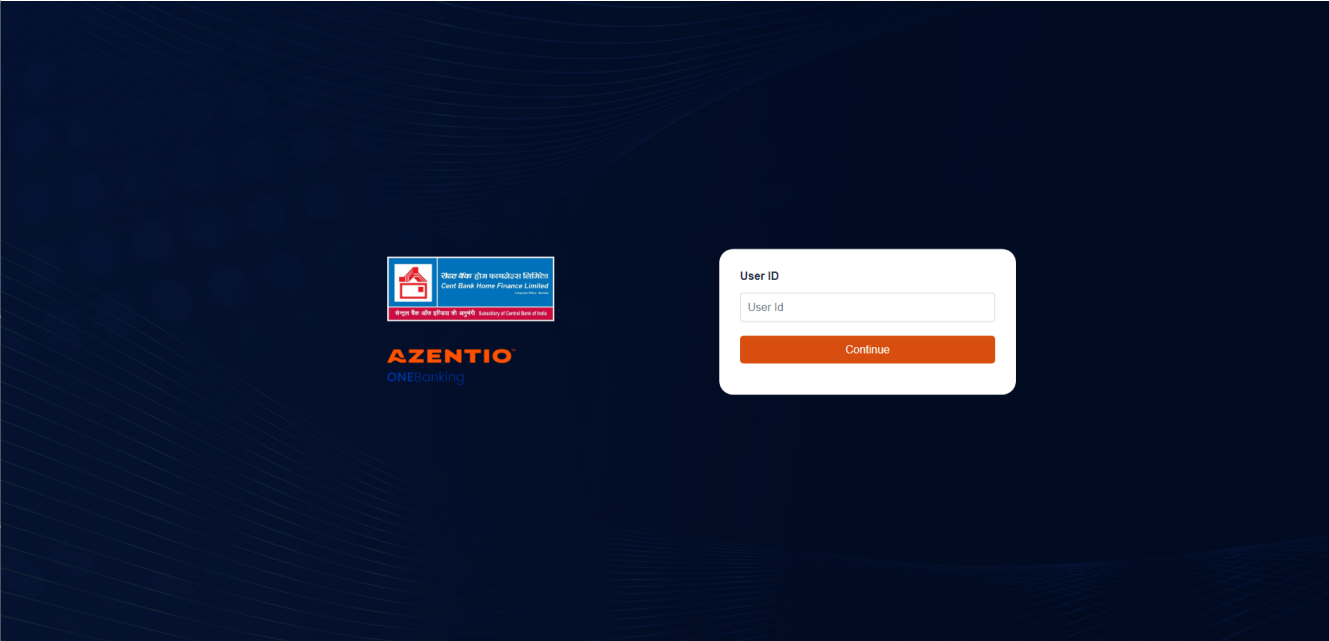 सेन्ट बैंक होम फायनेन्स लिमिटेड
Cent Bank Home Finance Limited
सेन्ट्रल बैंक ऑफ इण्डिया की अनुषंगी Subsidiary of Central Bank of India
AZENTIO
ONEBanking
User ID
User Id
Continue